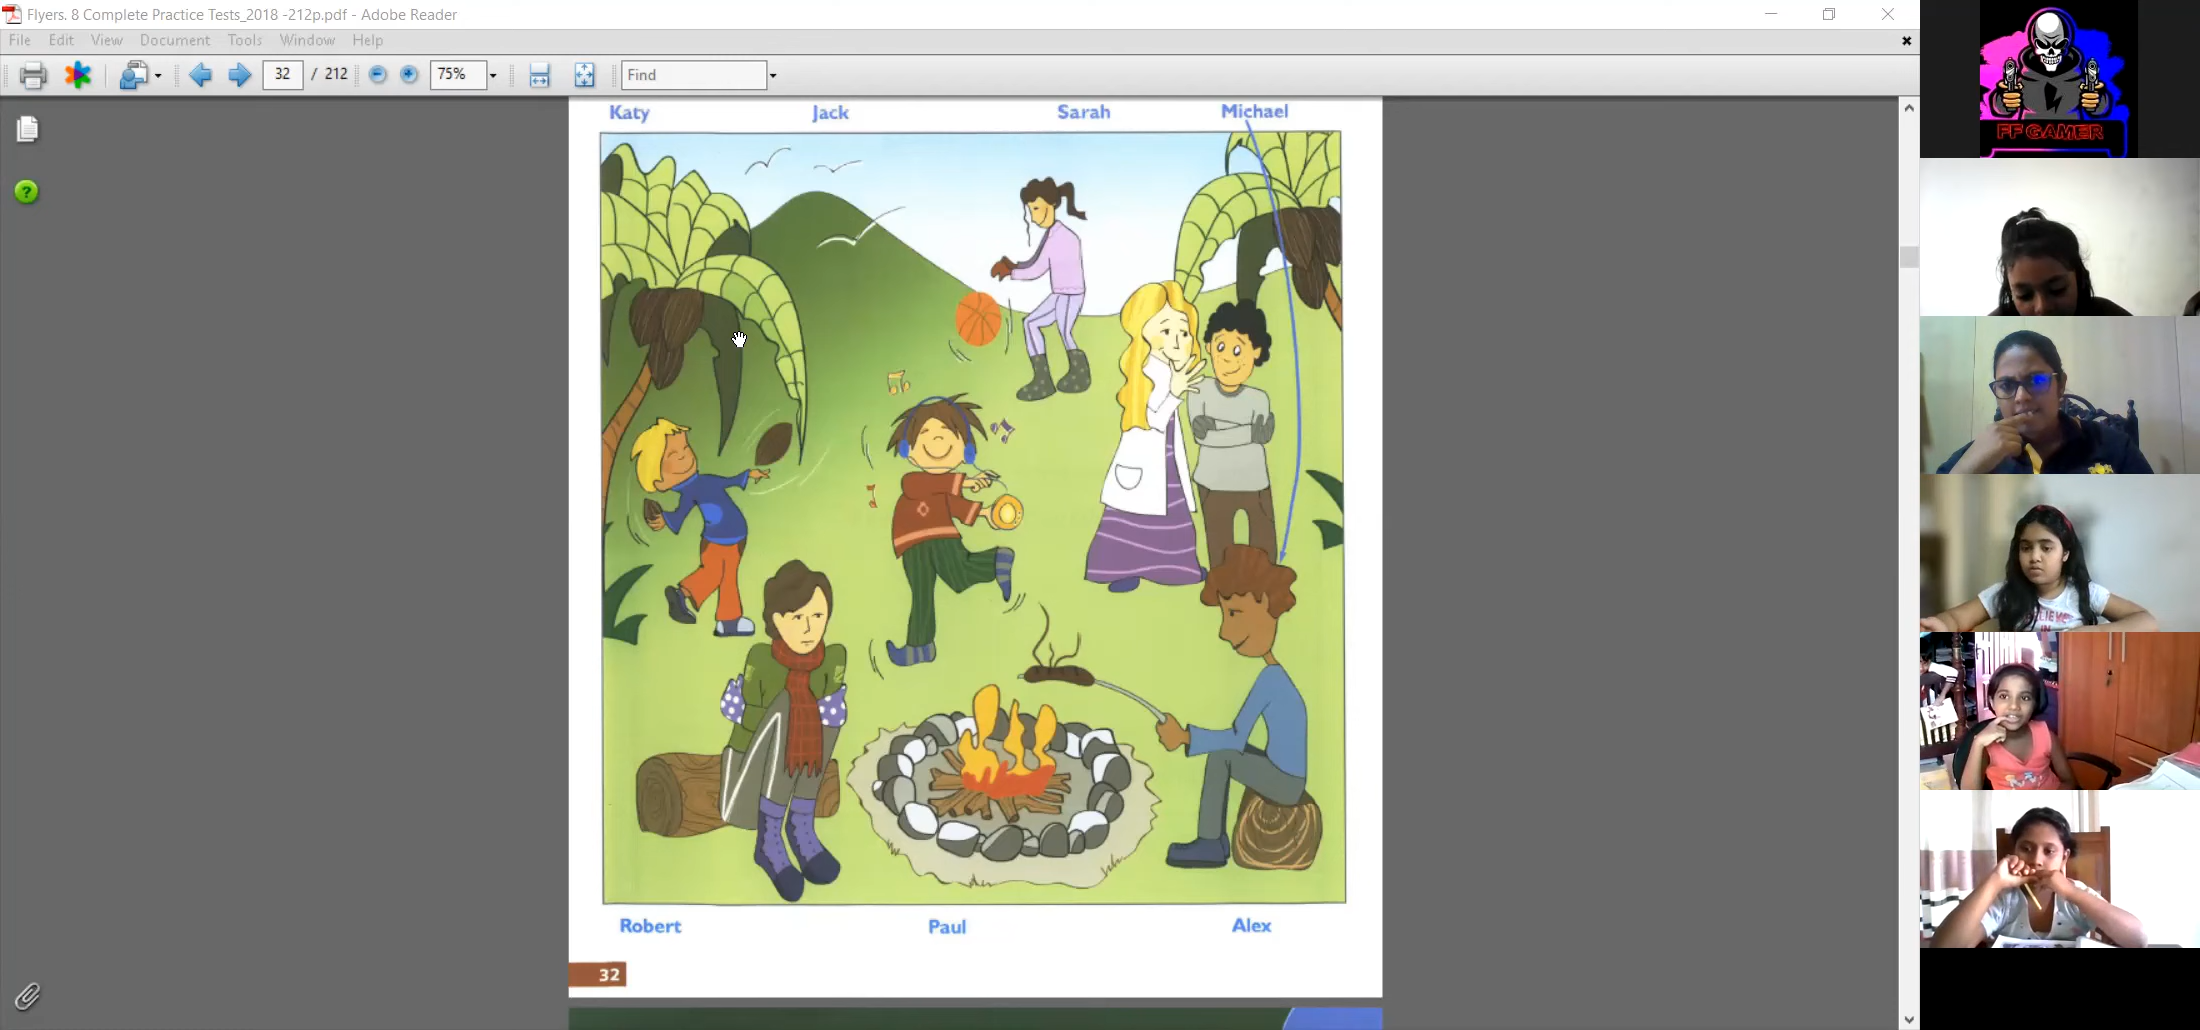 Flyers. 8 Complete Practice Tests_2018 -212p.pdf - Adobe Reader
File Edit View Document Tools Window Help
32 / 212 75% Find
FF GAMER
Katy Jack Sarah Michael
Robert Paul Alex
32